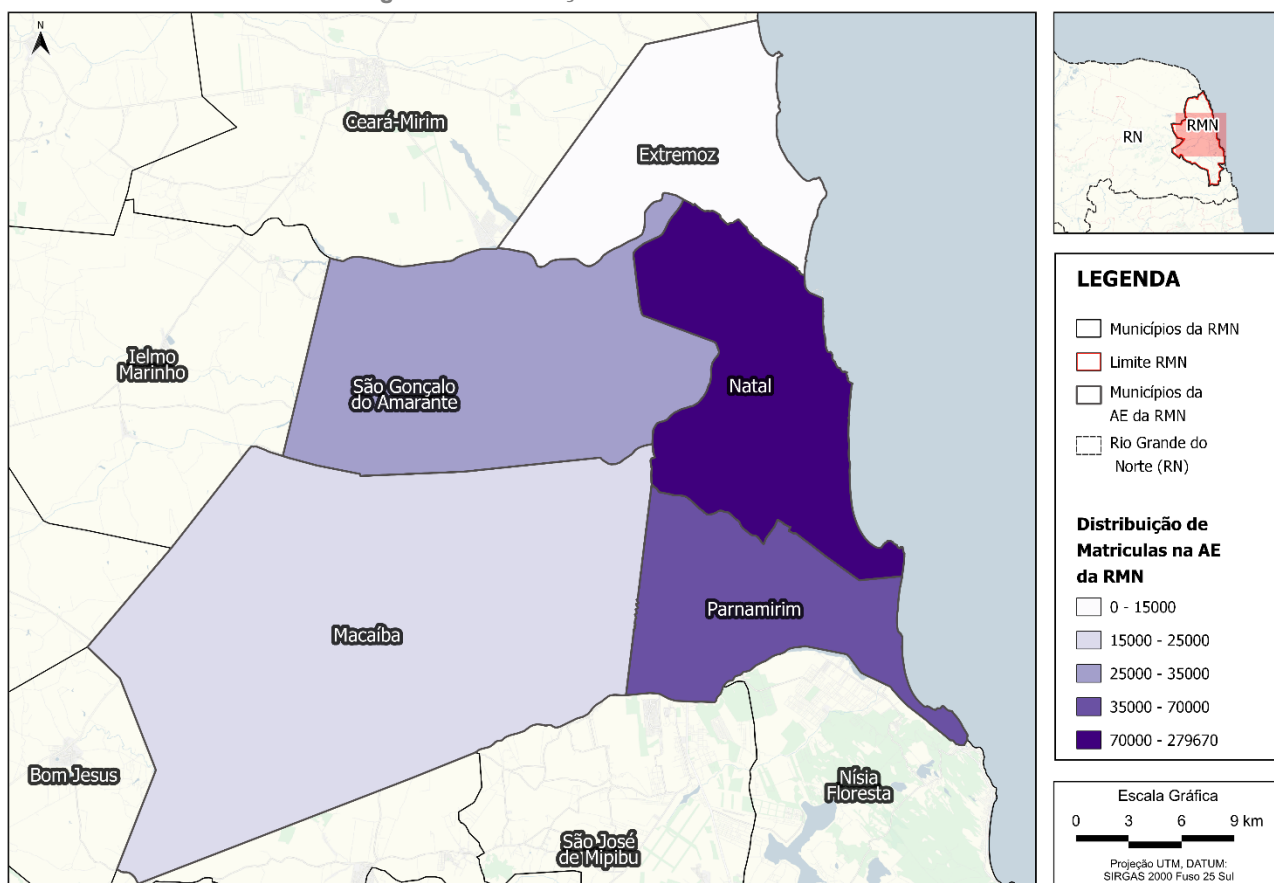 N
Ceará-Mirim
Extremoz
Ielmo
Marinho
São Gonçalo
do Amarante
Natal
Macaíba
Parnamirim
Bom Jesus
Nísia
Floresta
São José
de Mipibu
RN
RMN
LEGENDA
Municípios da RMN
Limite RMN
Municípios da
AE da RMN
Rio Grande do
Norte (RN)
Distribuição de
Matriculas na AE
da RMN
0 - 15000
15000 - 25000
25000 - 35000
35000 - 70000
70000 - 279670
Escala Gráfica
0 3 6 9 km
Projeção UTM, DATUM:
SIRGAS 2000 Fuso 25 Sul